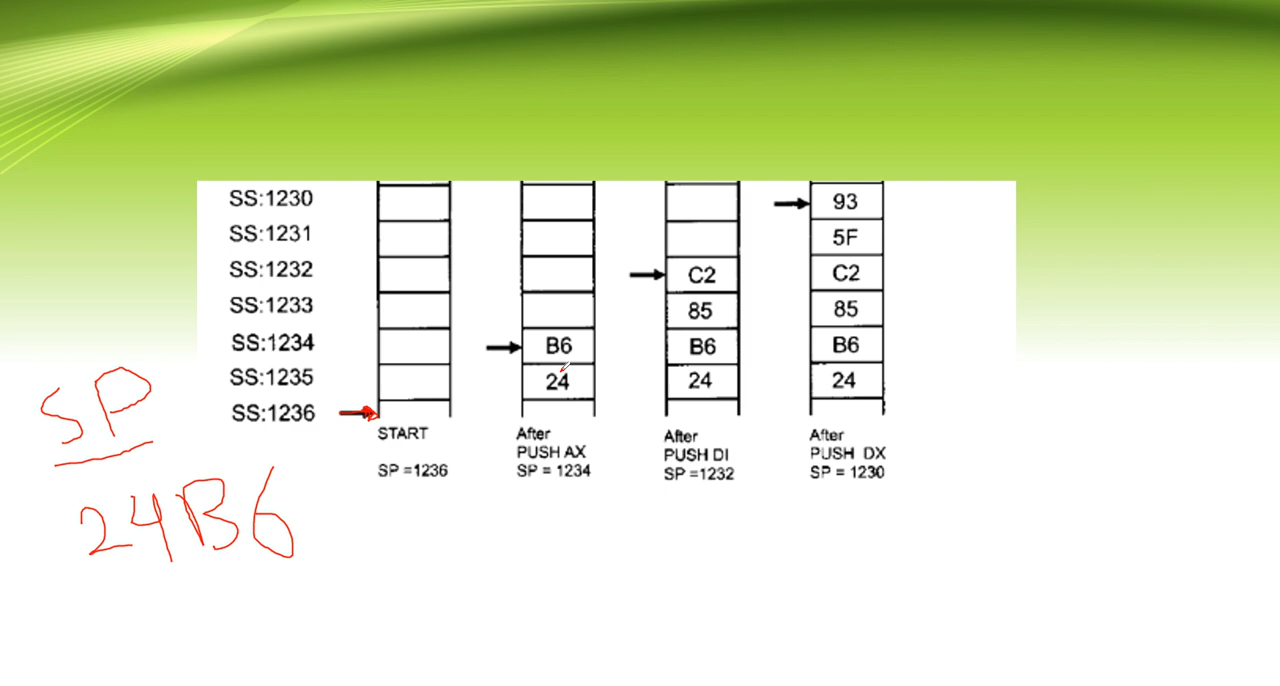 SS:1230 93
SS:1231 5F
SS:1232 C2 C2
SS:1233 85 85
SS:1234 B6 B6 B6
SS:1235 24 24 24
SS:1236
START After After After
PUSH AX PUSH DI PUSH DX
SP =1236 SP = 1234 SP =1232 SP = 1230
SP
24B6